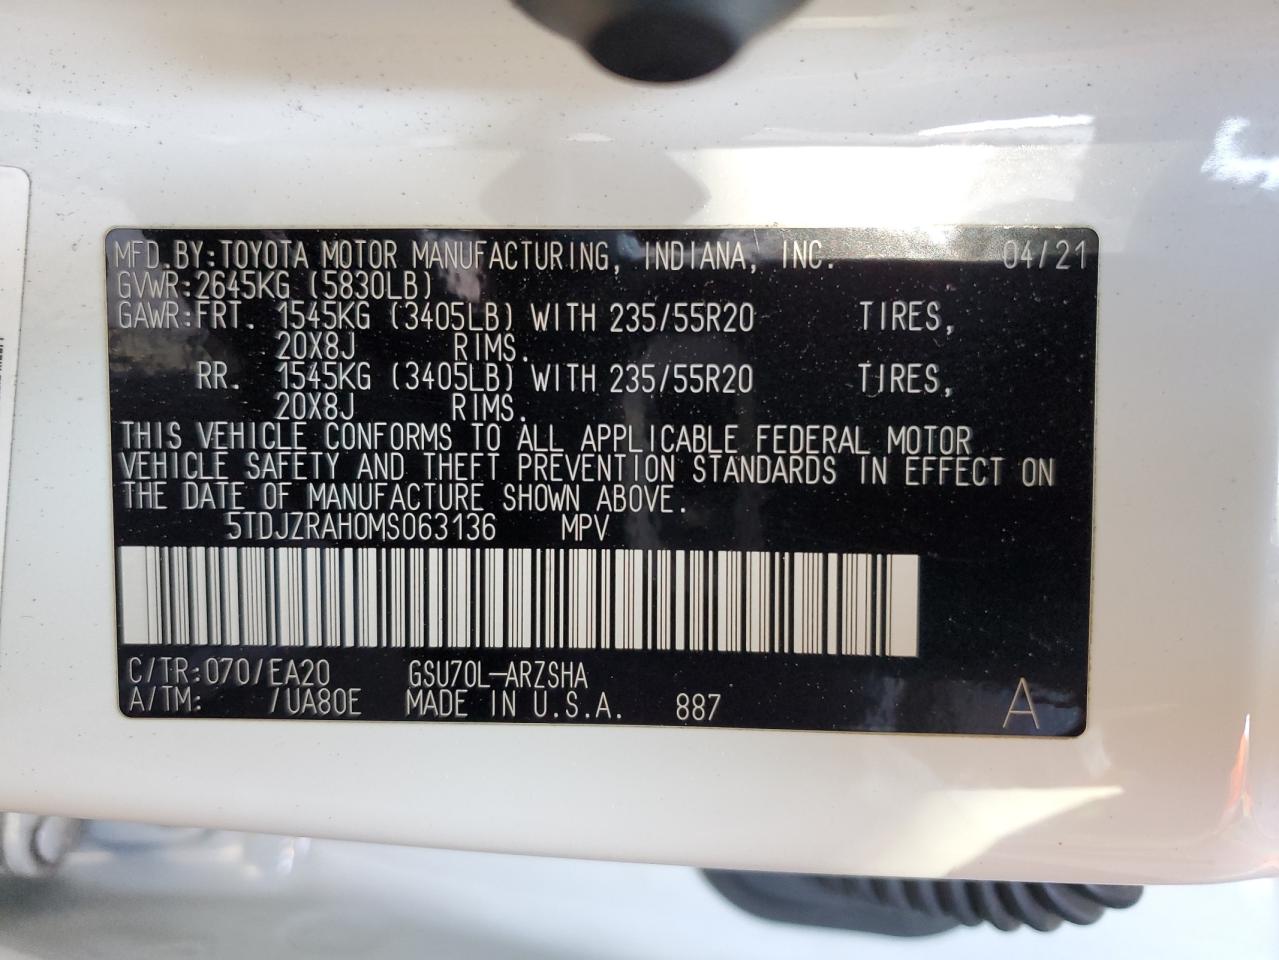 MFD.BY:TOYOTA MOTOR MANUFACTURING, INDIANA, INC. 04/21
GVWR:2645KG (5830LB)
GAWR:FRT. 1545KG (3405LB) WITH 235/55R20 TIRES,
20X8J RIMS.
RR. 1545KG (3405LB) WITH 235/55R20 TIRES,
20X8J RIMS.
THIS VEHICLE CONFORMS TO ALL APPLICABLE FEDERAL MOTOR
VEHICLE SAFETY AND THEFT PREVENTION STANDARDS IN EFFECT ON
THE DATE OF MANUFACTURE SHOWN ABOVE.
5TDJZRAH0MS063136 MPV
C/TR:070/EA20 GSU70L-ARZSHA
A/TM: /UA80E MADE IN U.S.A. 887 A